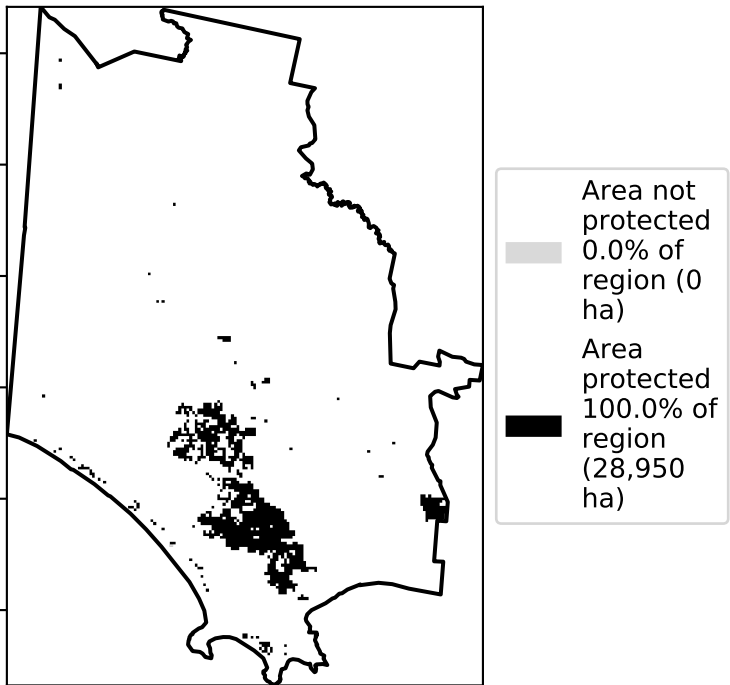 Area not
protected
0.0% of
region (0
ha)
Area
protected
100.0% of
region
(28,950
ha)